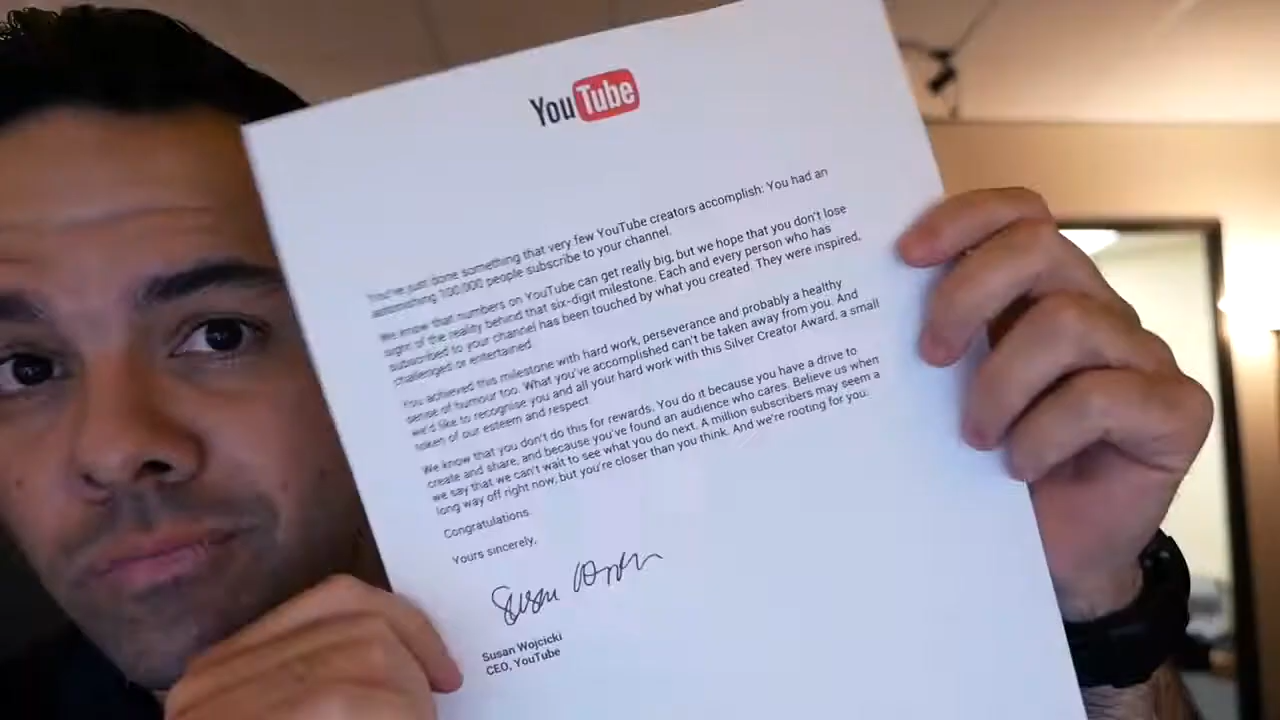 YouTube
You've just done something that very few YouTube creators accomplish: You had an
astonishing 100,000 people subscribe to your channel.
We know that numbers on YouTube can get really big, but we hope that you don't lose
sight of the reality behind that six-digit milestone. Each and every person who has
subscribed to your channel has been touched by what you created. They were inspired,
challenged or entertained.
You achieved this milestone with hard work, perseverance and probably a healthy
sense of humour too. What you've accomplished can't be taken away from you. And
we'd like to recognise you and all your hard work with this Silver Creator Award, a small
token of our esteem and respect.
We know that you don't do this for rewards. You do it because you have a drive to
create and share, and because you've found an audience who cares. Believe us when
we say that we can't wait to see what you do next. A million subscribers may seem a
long way off right now, but you're closer than you think. And we're rooting for you.
Congratulations.
Yours sincerely,
Susan Wojcicki
CEO, YouTube